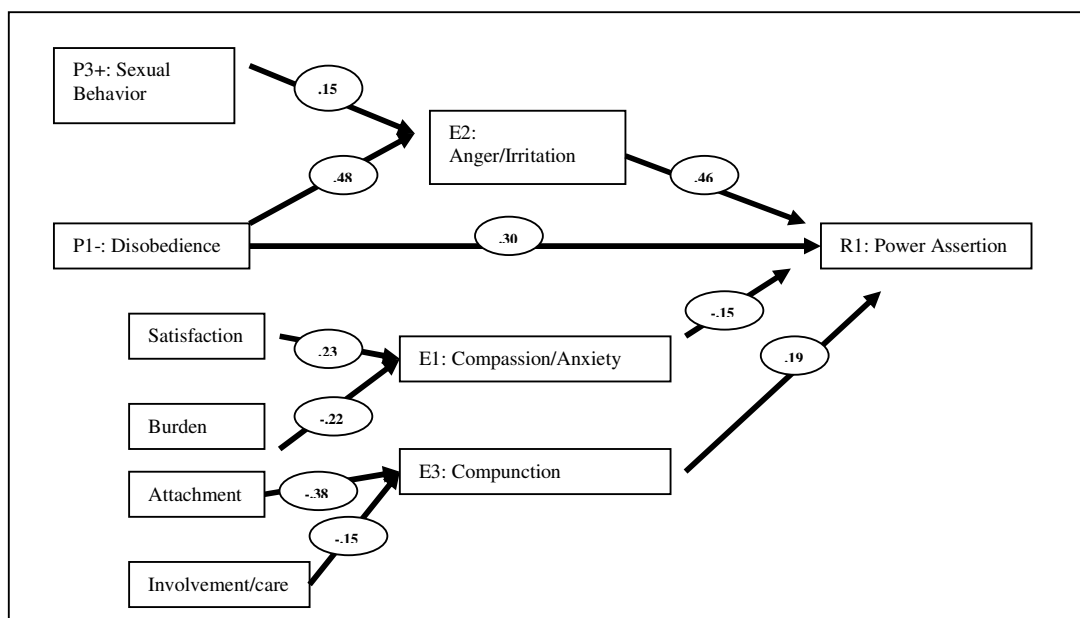 P3+: Sexual
Behavior
.15
E2:
Anger/Irritation
.48
.46
P1-: Disobedience
.30
R1: Power Assertion
Satisfaction
.23
E1: Compassion/Anxiety
-.15
.19
Burden
-.22
Attachment
-.38
E3: Compunction
-.15
Involvement/care